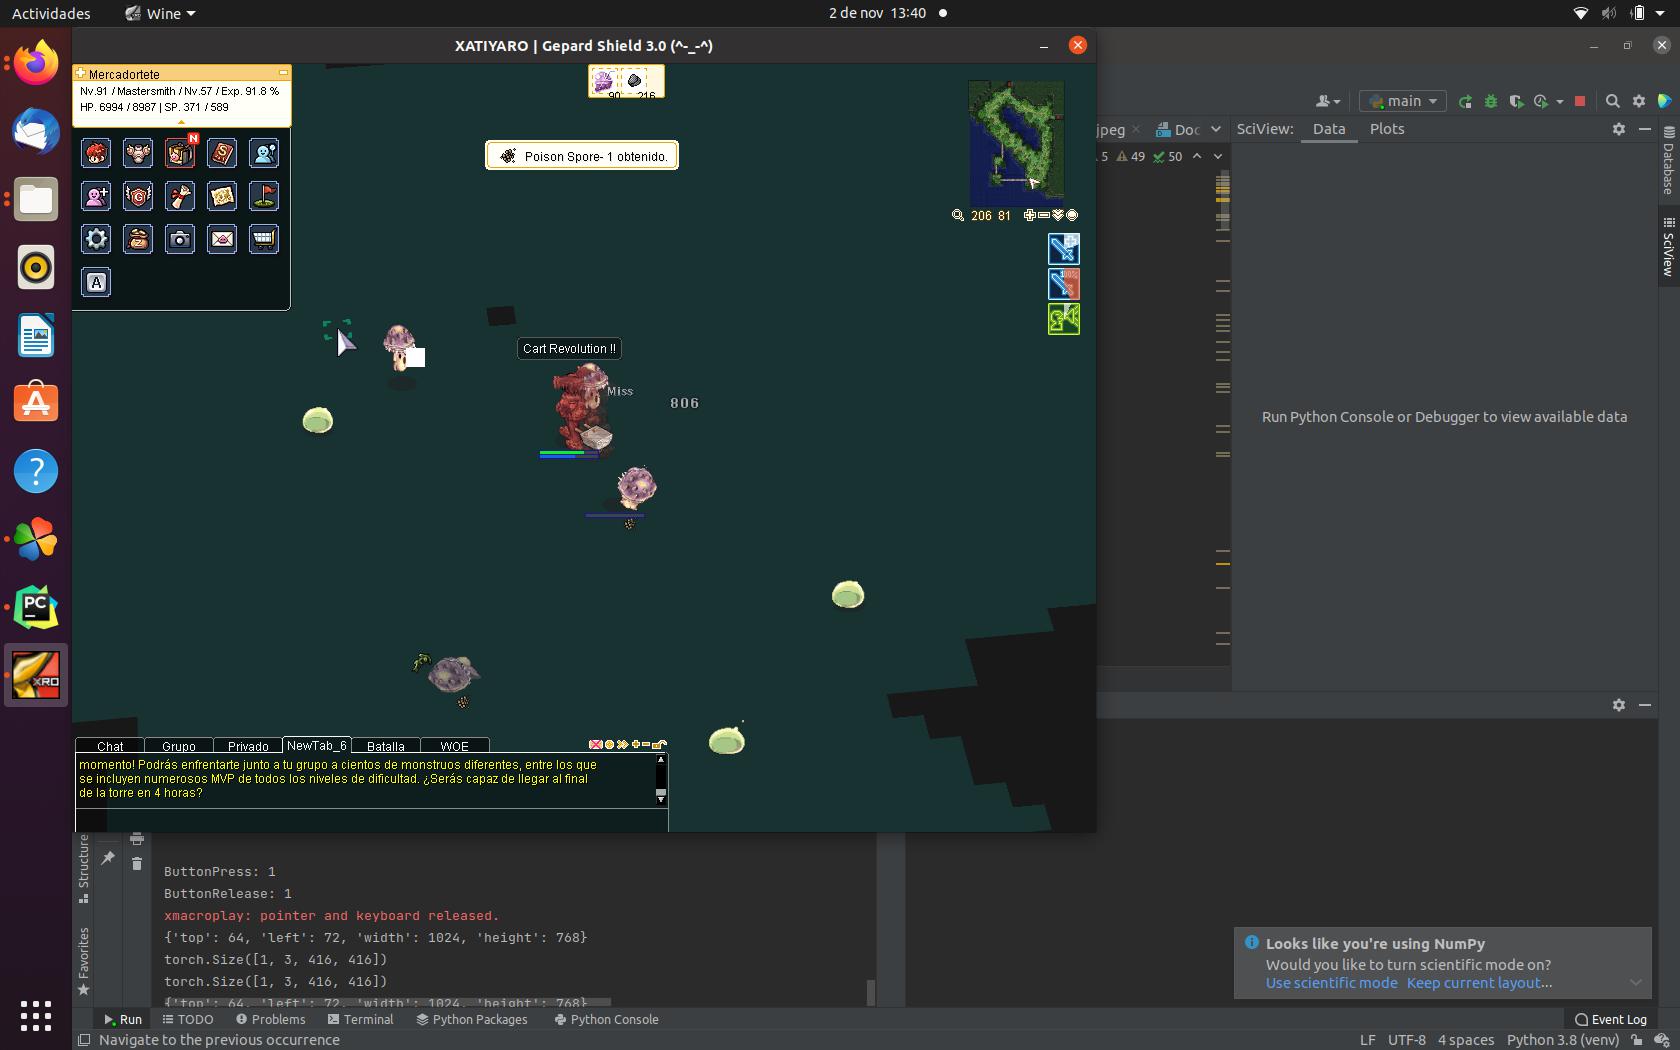 Actividades
Wine
2 de nov 13:40
XATIYARO | Gepard Shield 3.0 (^-_-^)
Mercadortete
Nv.91 / Mastersmith / Nv.57 / Exp. 91.8 %
HP. 6994 / 8987 | SP. 371 / 589
N
A
90 216
Poison Spore- 1 obtenido.
206 81
100%
Cart Revolution !!
Miss
806
Chat
Grupo
Privado
NewTab_6
Batalla
WOE
momento! Podrás enfrentarte junto a tu grupo a cientos de monstruos diferentes, entre los que
se incluyen numerosos MVP de todos los niveles de dificultad. ¿Serás capaz de llegar al final
de la torre en 4 horas?
main
jpeg
Doc
SciView:
Data
Plots
5 49 50
Database
SciView
Run Python Console or Debugger to view available data
PC
XRO
Structure
Favorites
ButtonPress: 1
ButtonRelease: 1
xmacroplay: pointer and keyboard released.
{'top': 64, 'left': 72, 'width': 1024, 'height': 768}
torch.Size([1, 3, 416, 416])
torch.Size([1, 3, 416, 416])
{'top': 64, 'left': 72, 'width': 1024, 'height': 768}
Looks like you're using NumPy
Would you like to turn scientific mode on?
Use scientific mode Keep current layout...
Run
TODO
Problems
Terminal
Python Packages
Python Console
Event Log
Navigate to the previous occurrence
LF UTF-8 4 spaces Python 3.8 (venv)